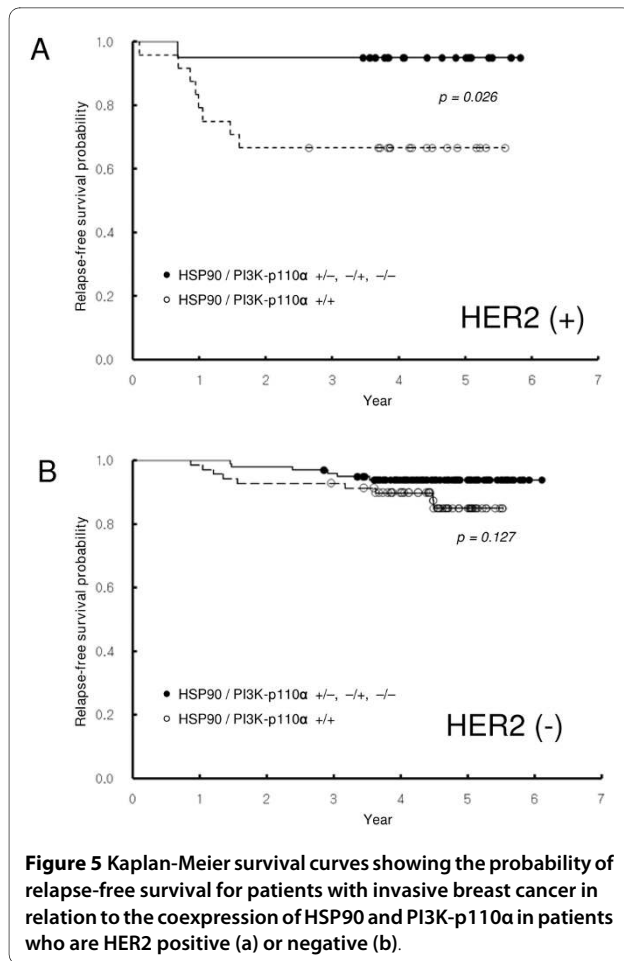 A
1.0
0.8
0.6
0.4
0.2
0.0
Relapse-free survival probability
p = 0.026
HSP90 / PI3K-p110α +/−, −/+, −/−
HSP90 / PI3K-p110α +/+
HER2 (+)
0 1 2 3 4 5 6 7
Year
B
1.0
0.8
0.6
0.4
0.2
0.0
Relapse-free survival probability
p = 0.127
HSP90 / PI3K-p110α +/−, −/+, −/−
HSP90 / PI3K-p110α +/+
HER2 (-)
0 1 2 3 4 5 6 7
Year
Figure 5 Kaplan-Meier survival curves showing the probability of
relapse-free survival for patients with invasive breast cancer in
relation to the coexpression of HSP90 and PI3K-p110α in patients
who are HER2 positive (a) or negative (b).